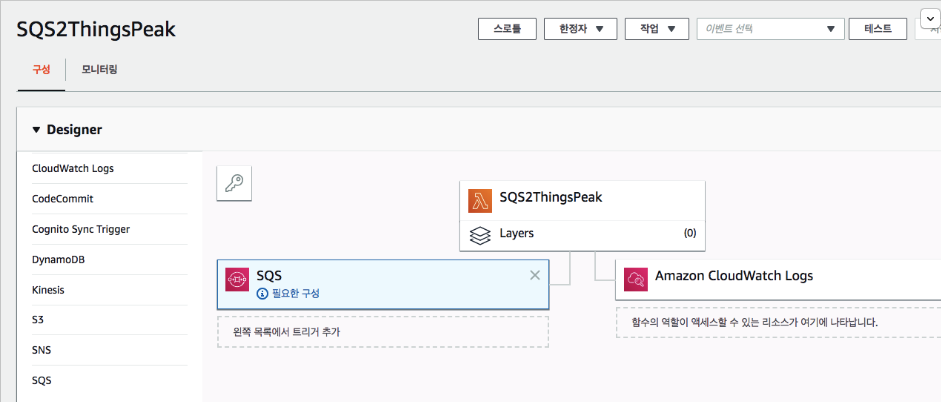 SQS2ThingsPeak
스로틀
한정자
작업
이벤트 선택
테스트
구성
모니터링
Designer
CloudWatch Logs
CodeCommit
Cognito Sync Trigger
DynamoDB
Kinesis
S3
SNS
SQS
SQS2ThingsPeak
Layers
(0)
SQS
필요한 구성
왼쪽 목록에서 트리거 추가
Amazon CloudWatch Logs
함수의 역할이 액세스할 수 있는 리소스가 여기에 나타납니다.